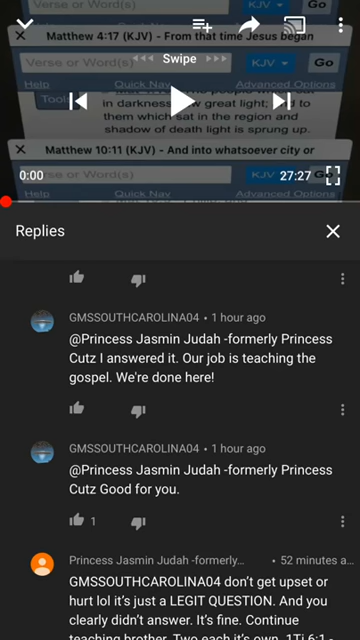 Verse or Word(s) KJV Go
Matthew 4:17 (KJV) - From that time Jesus began
Swipe
Verse or Word(s) KJV Go
Help Quick Nav Advanced Options
Tools
in darkness saw great light; and to
them which sat in the region and
shadow of death light is sprung up.
Matthew 10:11 (KJV) - And into whatsoever city or
0:00 Verse or Word(s) KJV 27:27
Help Quick Nav Advanced Options
Replies
GMSSOUTHCAROLINA04 • 1 hour ago
@Princess Jasmin Judah -formerly Princess
Cutz I answered it. Our job is teaching the
gospel. We're done here!
GMSSOUTHCAROLINA04 • 1 hour ago
@Princess Jasmin Judah -formerly Princess
Cutz Good for you.
1
Princess Jasmin Judah -formerly... • 52 minutes a...
GMSSOUTHCAROLINA04 don't get upset or
hurt lol it's just a LEGIT QUESTION. And you
clearly didn't answer. It's fine. Continue
teaching brother. Two each it's own. 1Ti 6:1 -